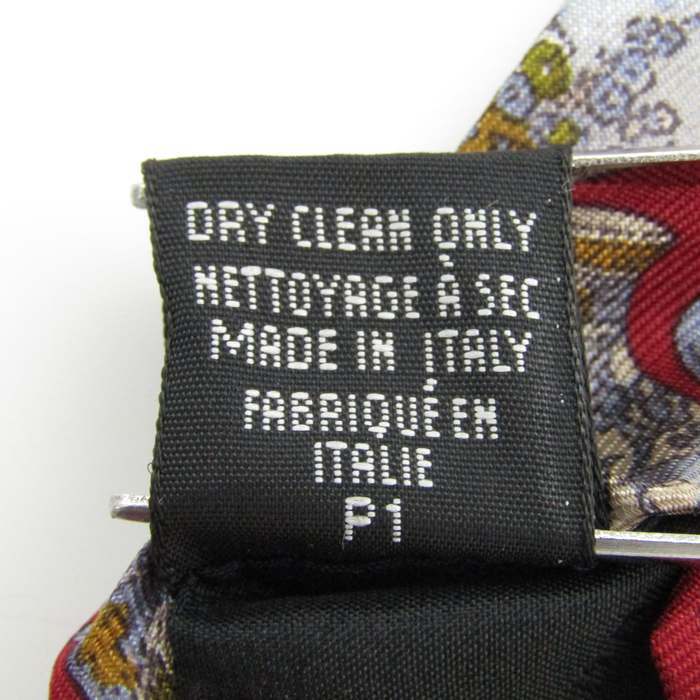 DRY CLEAN ONLY
NETTOYAGE À SEC
MADE IN ITALY
FABRIQUÉ EN
ITALIE
P1